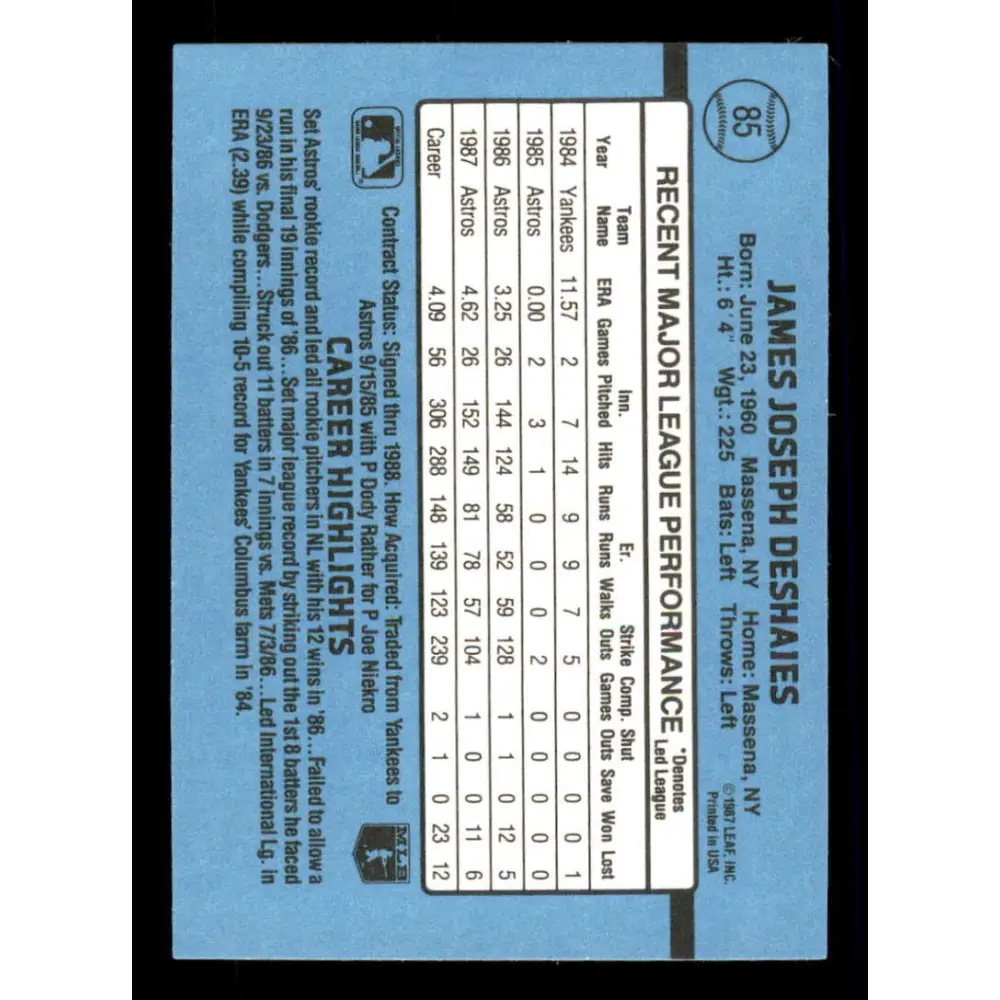 85
JAMES JOSEPH DESHAIES
Born: June 23, 1960 Massena, NY Home: Massena, NY
Ht.: 6'4" Wgt.: 225 Bats: Left Throws: Left
©1987 LEAF, INC.
Printed in USA
RECENT MAJOR LEAGUE PERFORMANCE *Denotes Led League
Year Team Name ERA Games Inn. Pitched Hits Runs Er. Runs Walks Strike Outs Comp. Games Shut Outs Save Won Lost
1984 Yankees 11.57 2 7 14 9 9 7 5 0 0 0 0 1
1985 Astros 0.00 2 3 1 0 0 0 2 0 0 0 0 0
1986 Astros 3.25 26 144 124 58 52 59 128 1 1 0 12 5
1987 Astros 4.62 26 152 149 81 78 57 104 1 0 0 11 6
Career 4.09 56 306 288 148 139 123 239 2 1 0 23 12
Contract Status: Signed thru 1988. How Acquired: Traded from Yankees to
Astros 9/15/85 with P Dody Rather for P Joe Niekro
MLB
CAREER HIGHLIGHTS
Set Astros' rookie record and led all rookie pitchers in NL with his 12 wins in '86...Failed to allow a
run in his final 19 innings of '86...Set major league record by striking out the 1st 8 batters he faced
9/23/86 vs. Dodgers...Struck out 11 batters in 7 innings vs. Mets 7/3/86...Led International Lg. in
ERA (2.39) while compiling 10-5 record for Yankees' Columbus farm in '84.